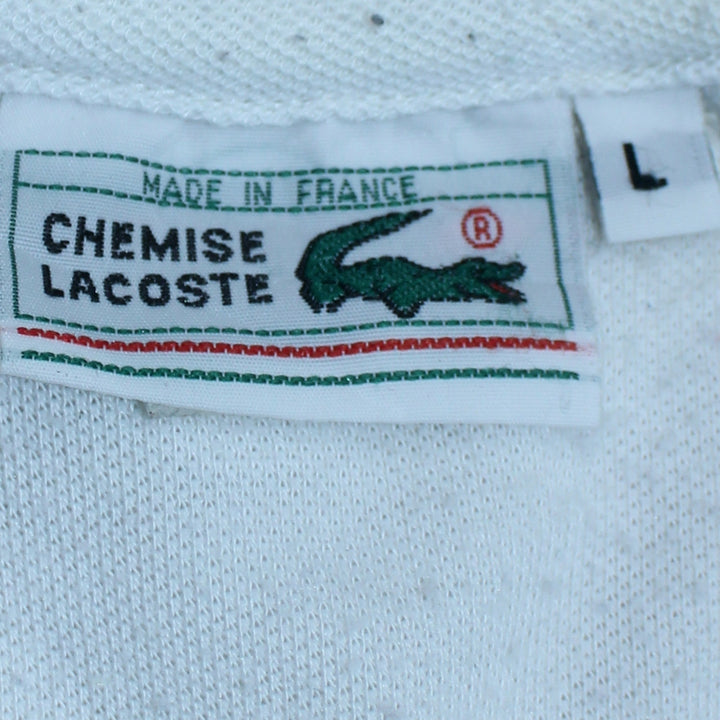 MADE IN FRANCE
CHEMISE
LACOSTE
®
L